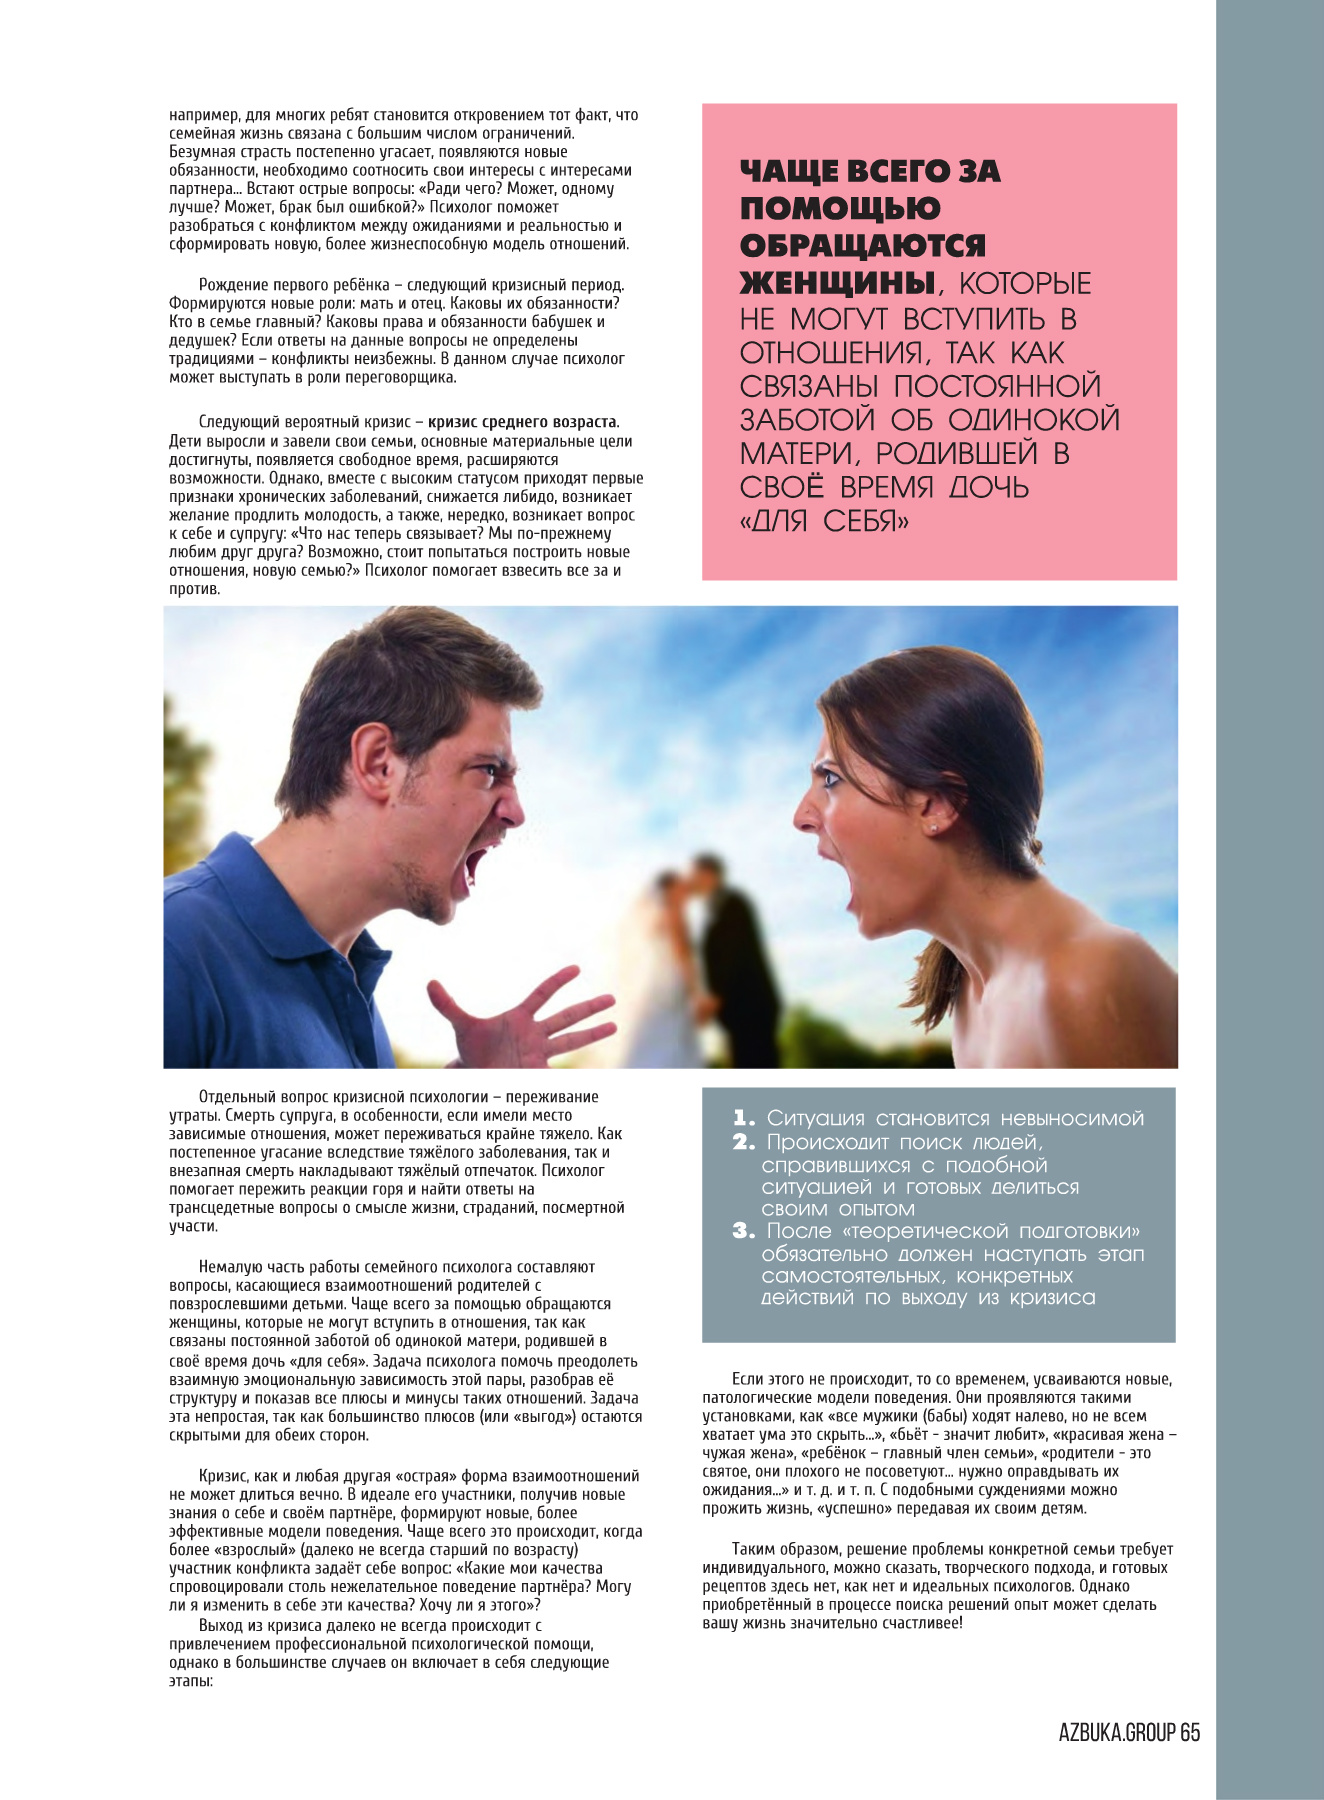 например, для многих ребят становится откровением тот факт, что
семейная жизнь связана с большим числом ограничений.
Безумная страсть постепенно угасает, появляются новые
обязанности, необходимо соотносить свои интересы с интересами
партнера... Встают острые вопросы: «Ради чего? Может, одному
лучше? Может, брак был ошибкой?» Психолог поможет
разобраться с конфликтом между ожиданиями и реальностью и
сформировать новую, более жизнеспособную модель отношений.
Рождение первого ребёнка – следующий кризисный период.
Формируются новые роли: мать и отец. Каковы их обязанности?
Кто в семье главный? Каковы права и обязанности бабушек и
дедушек? Если ответы на данные вопросы не определены
традициями – конфликты неизбежны. В данном случае психолог
может выступать в роли переговорщика.
Следующий вероятный кризис – кризис среднего возраста.
Дети выросли и завели свои семьи, основные материальные цели
достигнуты, появляется свободное время, расширяются
возможности. Однако, вместе с высоким статусом приходят первые
признаки хронических заболеваний, снижается либидо, возникает
желание продлить молодость, а также, нередко, возникает вопрос
к себе и супругу: «Что нас теперь связывает? Мы по-прежнему
любим друг друга? Возможно, стоит попытаться построить новые
отношения, новую семью?» Психолог помогает взвесить все за и
против.
ЧАЩЕ ВСЕГО ЗА
ПОМОЩЬЮ
ОБРАЩАЮТСЯ
ЖЕНЩИНЫ, КОТОРЫЕ
НЕ МОГУТ ВСТУПИТЬ В
ОТНОШЕНИЯ, ТАК КАК
СВЯЗАНЫ ПОСТОЯННОЙ
ЗАБОТОЙ ОБ ОДИНОКОЙ
МАТЕРИ, РОДИВШЕЙ В
СВОЁ ВРЕМЯ ДОЧЬ
«ДЛЯ СЕБЯ»
Отдельный вопрос кризисной психологии – переживание
утраты. Смерть супруга, в особенности, если имели место
зависимые отношения, может переживаться крайне тяжело. Как
постепенное угасание вследствие тяжёлого заболевания, так и
внезапная смерть накладывают тяжёлый отпечаток. Психолог
помогает пережить реакции горя и найти ответы на
трансцедетные вопросы о смысле жизни, страданий, посмертной
участи.
Немалую часть работы семейного психолога составляют
вопросы, касающиеся взаимоотношений родителей с
повзрослевшими детьми. Чаще всего за помощью обращаются
женщины, которые не могут вступить в отношения, так как
связаны постоянной заботой об одинокой матери, родившей в
своё время дочь «для себя». Задача психолога помочь преодолеть
взаимную эмоциональную зависимость этой пары, разобрав её
структуру и показав все плюсы и минусы таких отношений. Задача
эта непростая, так как большинство плюсов (или «выгод») остаются
скрытыми для обеих сторон.
Кризис, как и любая другая «острая» форма взаимоотношений
не может длиться вечно. В идеале его участники, получив новые
знания о себе и своём партнёре, формируют новые, более
эффективные модели поведения. Чаще всего это происходит, когда
более «взрослый» (далеко не всегда старший по возрасту)
участник конфликта задаёт себе вопрос: «Какие мои качества
спровоцировали столь нежелательное поведение партнёра? Могу
ли я изменить в себе эти качества? Хочу ли я этого»?
Выход из кризиса далеко не всегда происходит с
привлечением профессиональной психологической помощи,
однако в большинстве случаев он включает в себя следующие
этапы:
1. Ситуация становится невыносимой
2. Происходит поиск людей,
справившихся с подобной
ситуацией и готовых делиться
своим опытом
3. После «теоретической подготовки»
обязательно должен наступать этап
самостоятельных, конкретных
действий по выходу из кризиса
Если этого не происходит, то со временем, усваиваются новые,
патологические модели поведения. Они проявляются такими
установками, как «все мужики (бабы) ходят налево, но не всем
хватает ума это скрыть...», «бьёт - значит любит», «красивая жена –
чужая жена», «ребёнок – главный член семьи», «родители - это
святое, они плохого не посоветуют... нужно оправдывать их
ожидания...» и т. д. и т. п. С подобными суждениями можно
прожить жизнь, «успешно» передавая их своим детям.
Таким образом, решение проблемы конкретной семьи требует
индивидуального, можно сказать, творческого подхода, и готовых
рецептов здесь нет, как нет и идеальных психологов. Однако
приобретённый в процессе поиска решений опыт может сделать
вашу жизнь значительно счастливее!
AZBUKA.GROUP 65